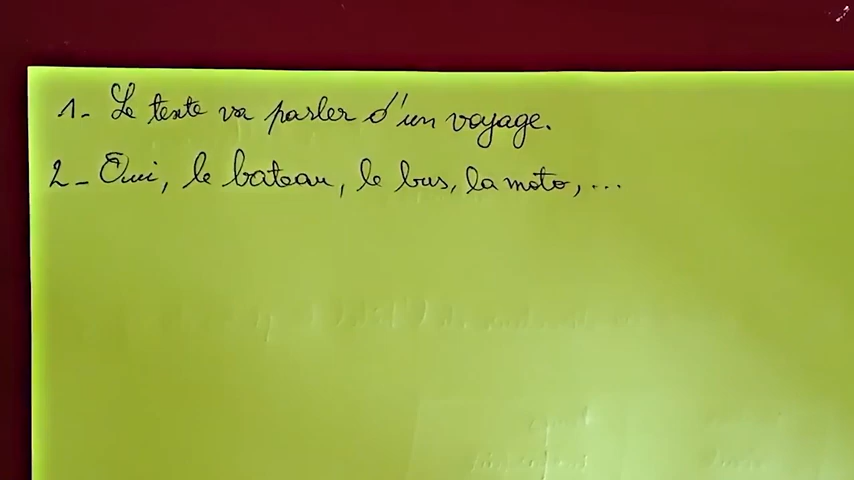 1- Le texte va parler d'un voyage.
2- Oui, le bateau, le bus, la moto, ...